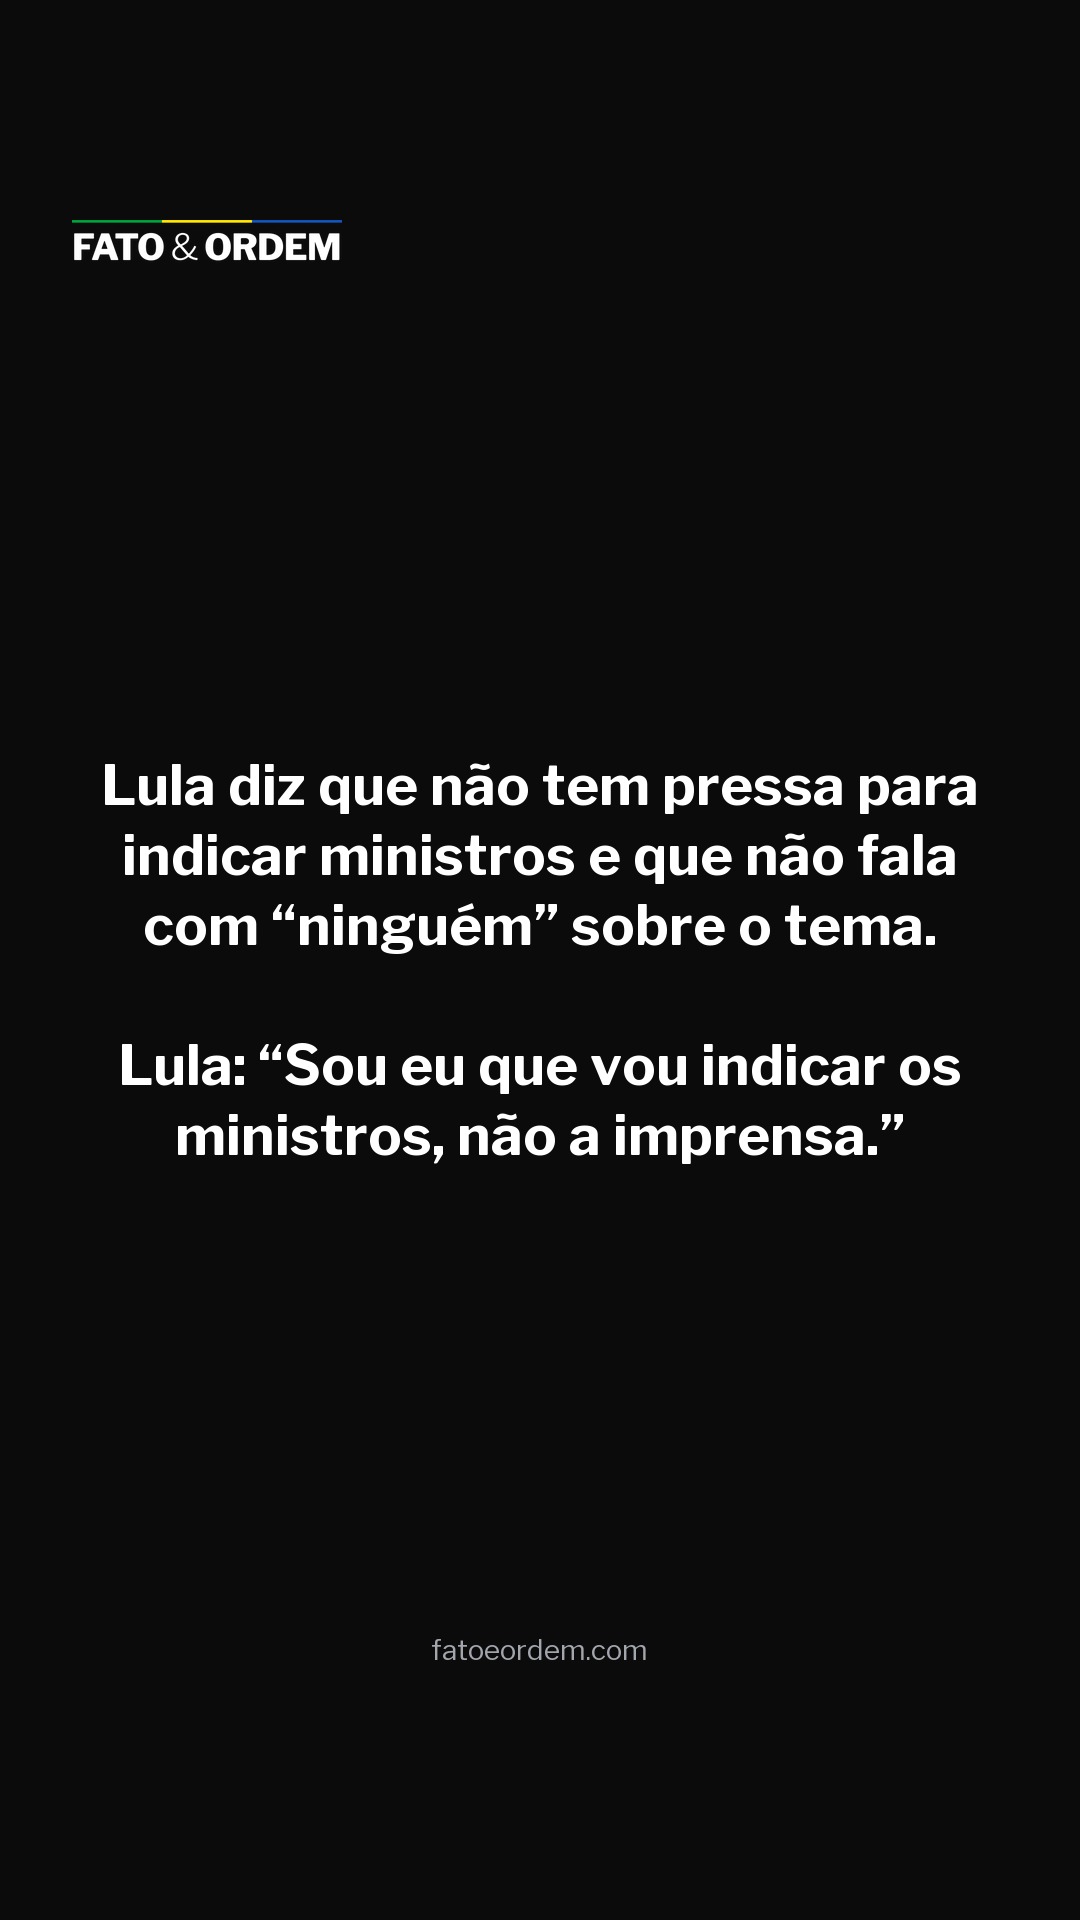 FATO & ORDEM
Lula diz que não tem pressa para
indicar ministros e que não fala
com “ninguém” sobre o tema.
Lula: “Sou eu que vou indicar os
ministros, não a imprensa.”
fatoeordem.com